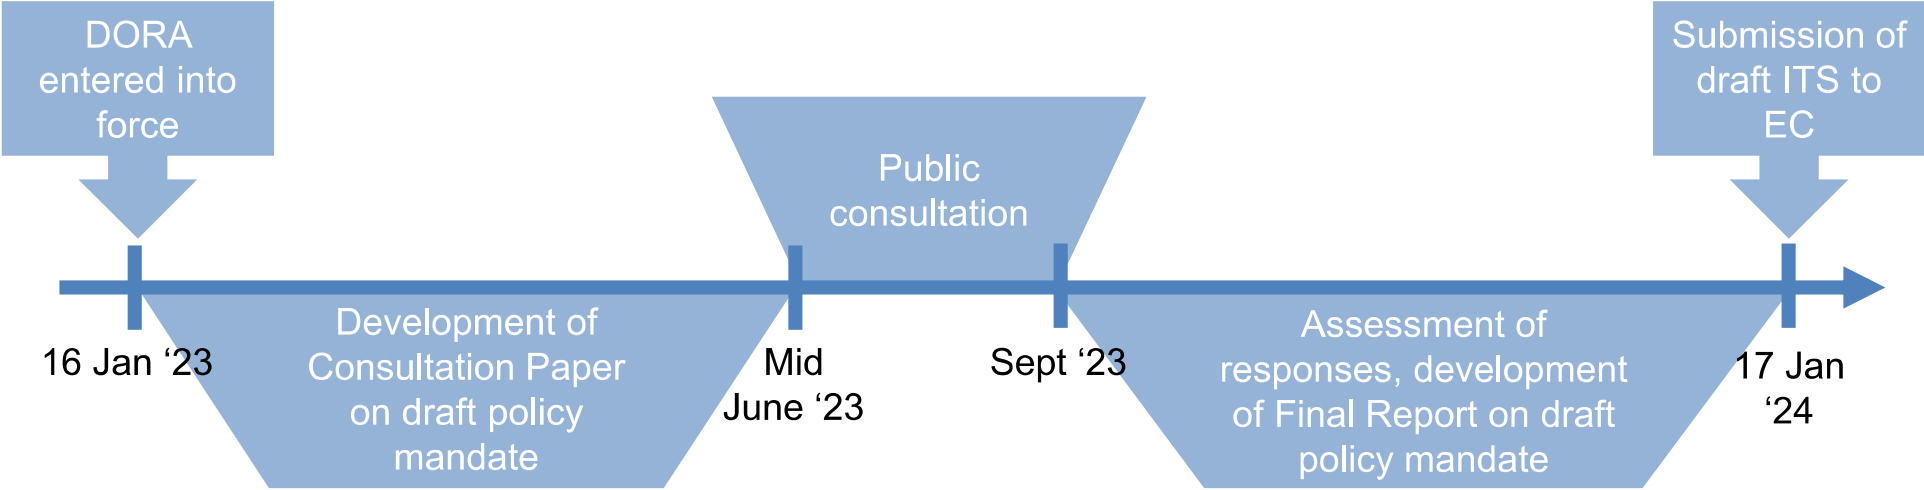 DORA
entered into
force
Submission of
draft ITS to
EC
Public
consultation
16 Jan ‘23
Development of
Consultation Paper
on draft policy
mandate
Mid
June ‘23
Sept ‘23
Assessment of
responses, development
of Final Report on draft
policy mandate
17 Jan
‘24